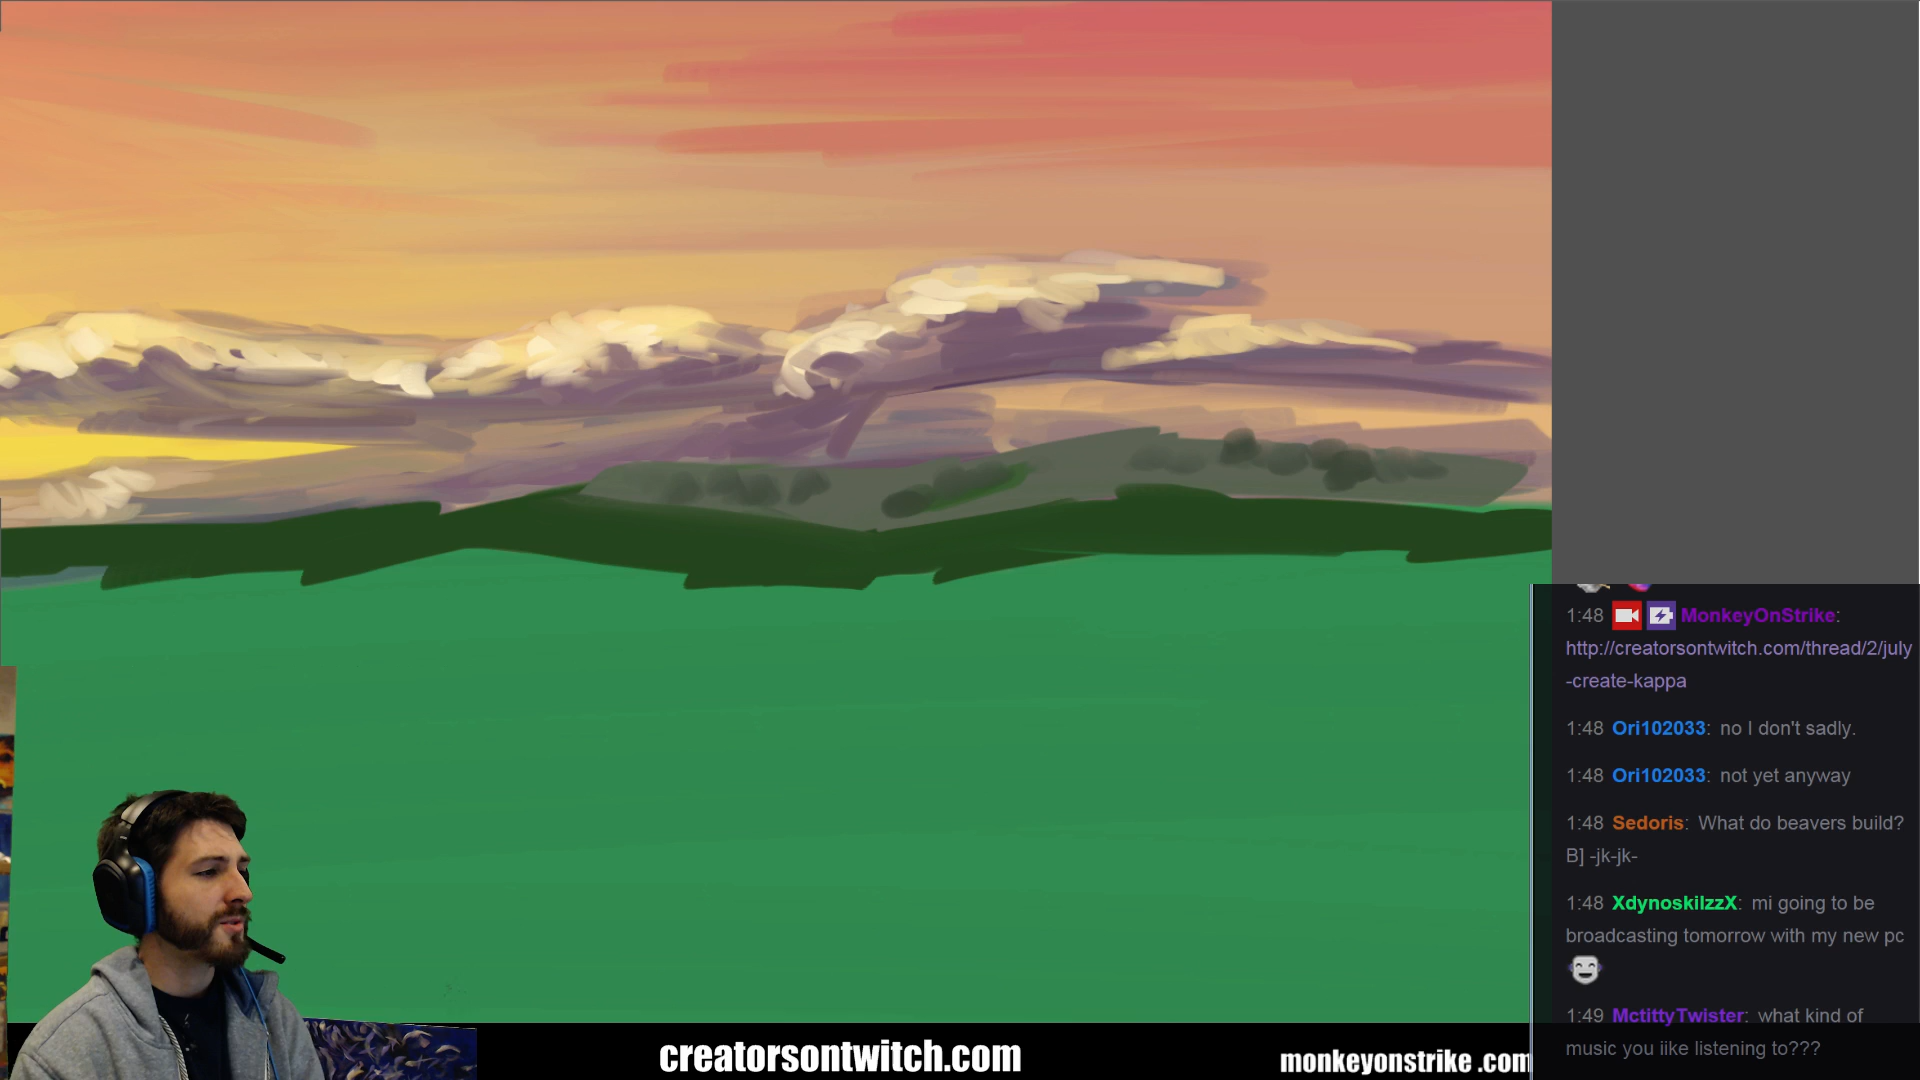 1:48 MonkeyOnStrike:
http://creatorsontwitch.com/thread/2/july
-create-kappa
1:48 Ori102033: no I don't sadly.
1:48 Ori102033: not yet anyway
1:48 Sedoris: What do beavers build?
B] -jk-jk-
1:48 XdynoskilzzX: mi going to be
broadcasting tomorrow with my new pc
1:49 MctittyTwister: what kind of
music you iike listening to???
creatorsontwitch.com
monkeyonstrike .com